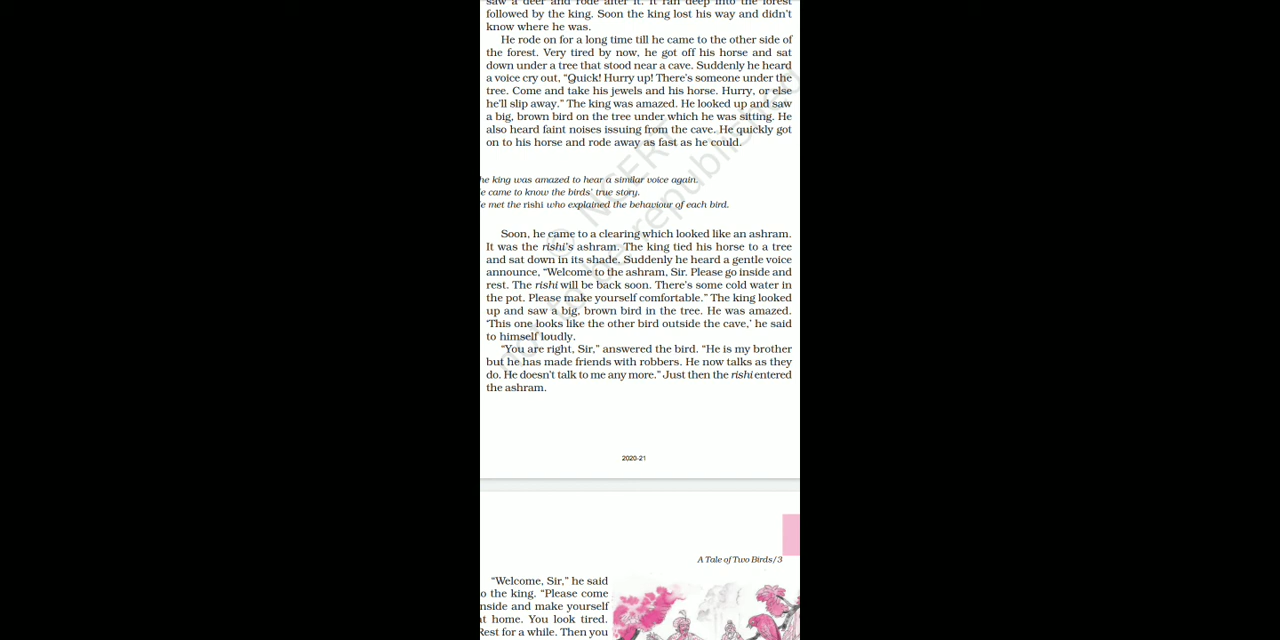 saw a deer and rode after it. It ran deep into the forest
followed by the king. Soon the king lost his way and didn't
know where he was.
He rode on for a long time till he came to the other side of
the forest. Very tired by now, he got off his horse and sat
down under a tree that stood near a cave. Suddenly he heard
a voice cry out, “Quick! Hurry up! There's someone under the
tree. Come and take his jewels and his horse. Hurry, or else
he'll slip away.” The king was amazed. He looked up and saw
a big, brown bird on the tree under which he was sitting. He
also heard faint noises issuing from the cave. He quickly got
on to his horse and rode away as fast as he could.
he king was amazed to hear a similar voice again.
e came to know the birds' true story.
e met the rishi who explained the behaviour of each bird.
Soon, he came to a clearing which looked like an ashram.
It was the rishi's ashram. The king tied his horse to a tree
and sat down in its shade. Suddenly he heard a gentle voice
announce, “Welcome to the ashram, Sir. Please go inside and
rest. The rishi will be back soon. There's some cold water in
the pot. Please make yourself comfortable.” The king looked
up and saw a big, brown bird in the tree. He was amazed.
‘This one looks like the other bird outside the cave,’ he said
to himself loudly.
“You are right, Sir,” answered the bird. “He is my brother
but he has made friends with robbers. He now talks as they
do. He doesn't talk to me any more.” Just then the rishi entered
the ashram.
© NCERT
not to be republished
2020-21
A Tale of Two Birds/3
“Welcome, Sir,” he said
o the king. “Please come
nside and make yourself
at home. You look tired.
Rest for a while. Then you